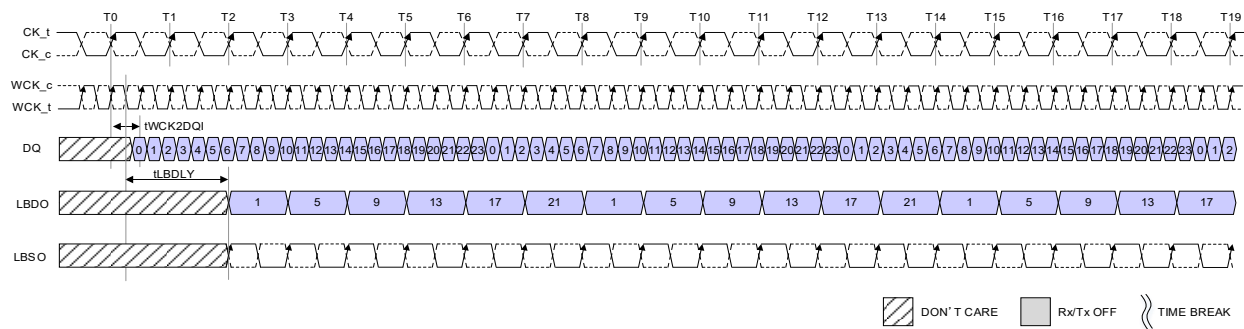 T0 T1 T2 T3 T4 T5 T6 T7 T8 T9 T10 T11 T12 T13 T14 T15 T16 T17 T18 T19
CK_t
CK_c
WCK_c
WCK_t
tWCK2DQI
DQ 0 1 2 3 4 5 6 7 8 9 10 11 12 13 14 15 16 17 18 19 20 21 22 23 0 1 2 3 4 5 6 7 8 9 10 11 12 13 14 15 16 17 18 19 20 21 22 23 0 1 2 3 4 5 6 7 8 9 10 11 12 13 14 15 16 17 18 19 20 21 22 23 0 1 2
tLBDLY
LBDO 1 5 9 13 17 21 1 5 9 13 17 21 1 5 9 13 17
LBSO
DON'T CARE Rx/Tx OFF TIME BREAK